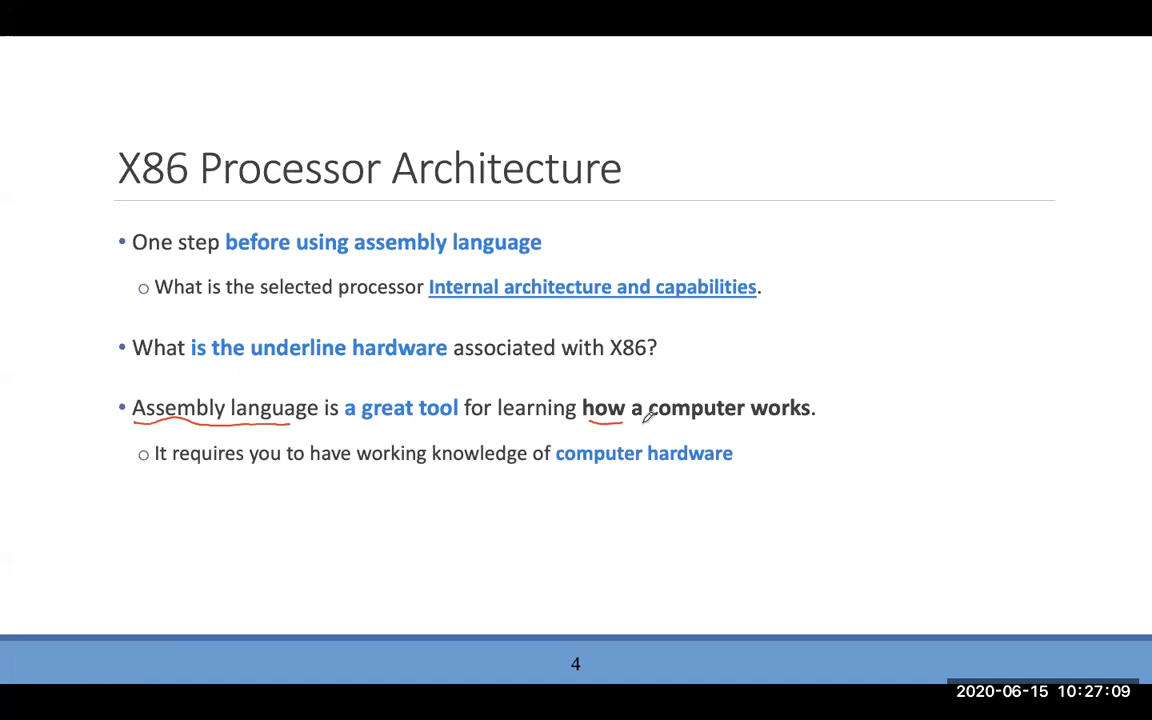 X86 Processor Architecture
• One step before using assembly language
○ What is the selected processor Internal architecture and capabilities.
• What is the underline hardware associated with X86?
• Assembly language is a great tool for learning how a computer works.
○ It requires you to have working knowledge of computer hardware
4
2020-06-15 10:27:09